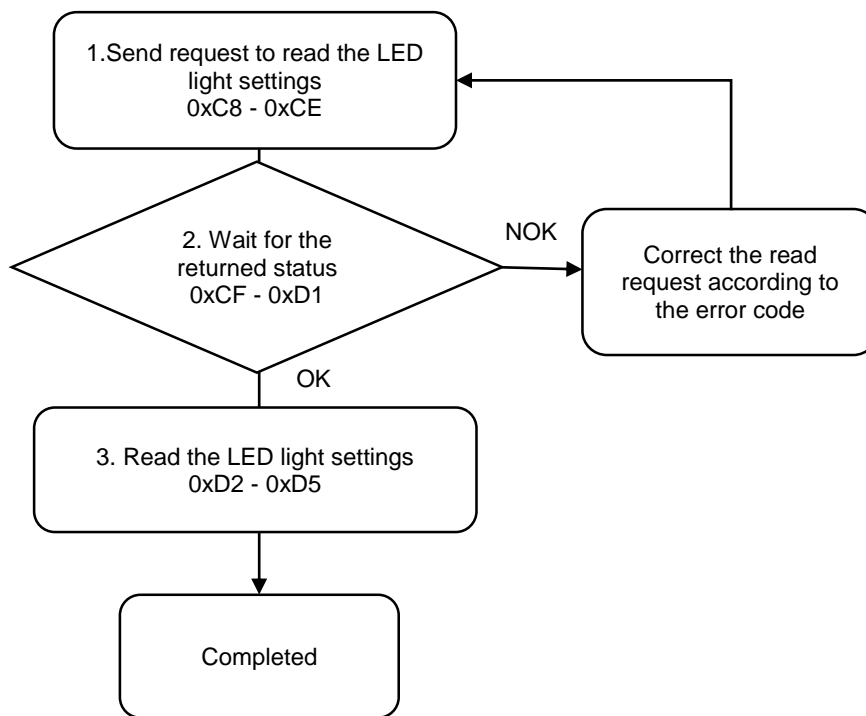 1.Send request to read the LED
light settings
0xC8 - 0xCE
2. Wait for the
returned status
0xCF - 0xD1
NOK
Correct the read
request according to
the error code
OK
3. Read the LED light settings
0xD2 - 0xD5
Completed